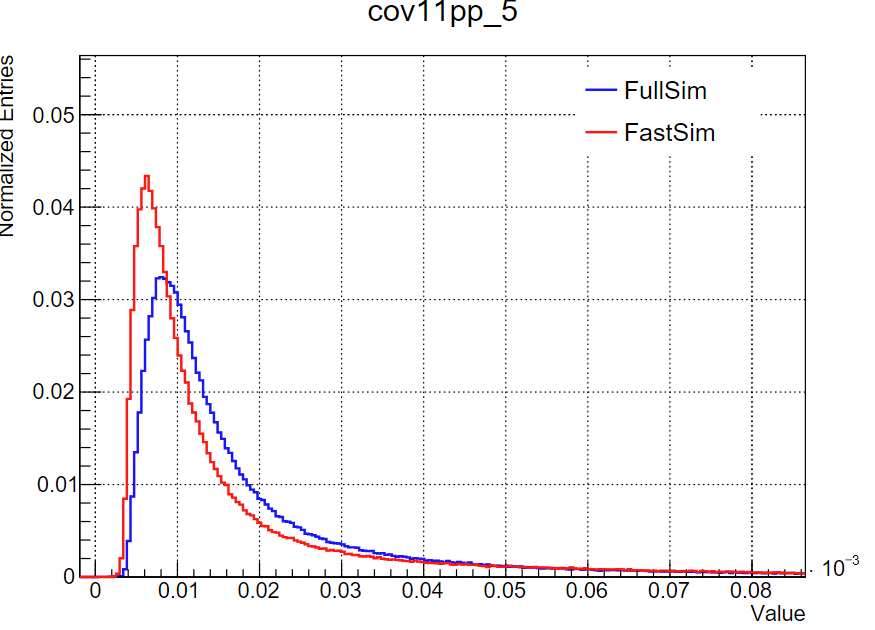 cov11pp_5
Normalized Entries
FullSim
FastSim
0.05
0.04
0.03
0.02
0.01
0
0 0.01 0.02 0.03 0.04 0.05 0.06 0.07 0.08
· 10⁻³
Value